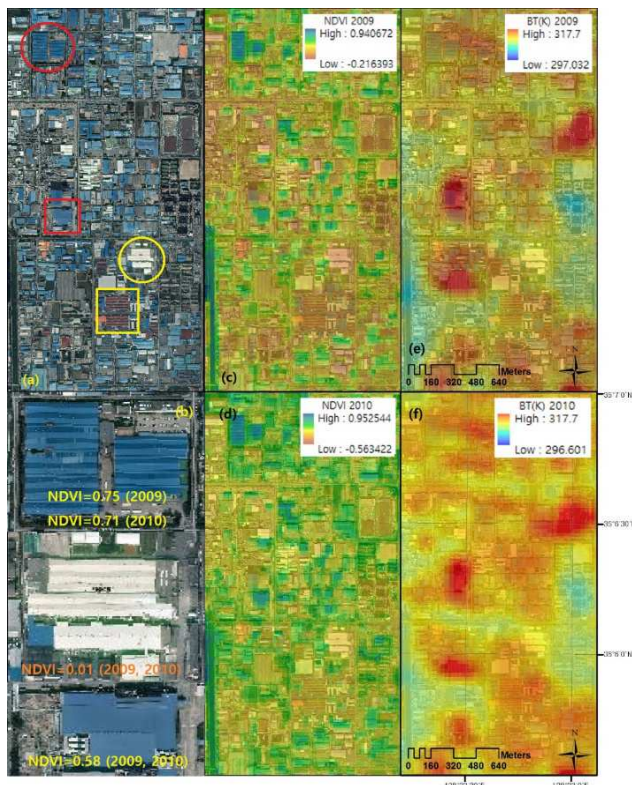 NDVI 2009
High : 0.940672
Low : -0.216393
BT(K) 2009
High : 317.7
Low : 297.032
(a)
(c)
(e)
N
Meters
0 160 320 480 640
(b)
NDVI=0.75 (2009)
NDVI=0.71 (2010)
NDVI=0.01 (2009, 2010)
NDVI=0.58 (2009, 2010)
(d)
NDVI 2010
High : 0.952544
Low : -0.563422
(f)
BT(K) 2010
High : 317.7
Low : 296.601
N
Meters
0 160 320 480 640